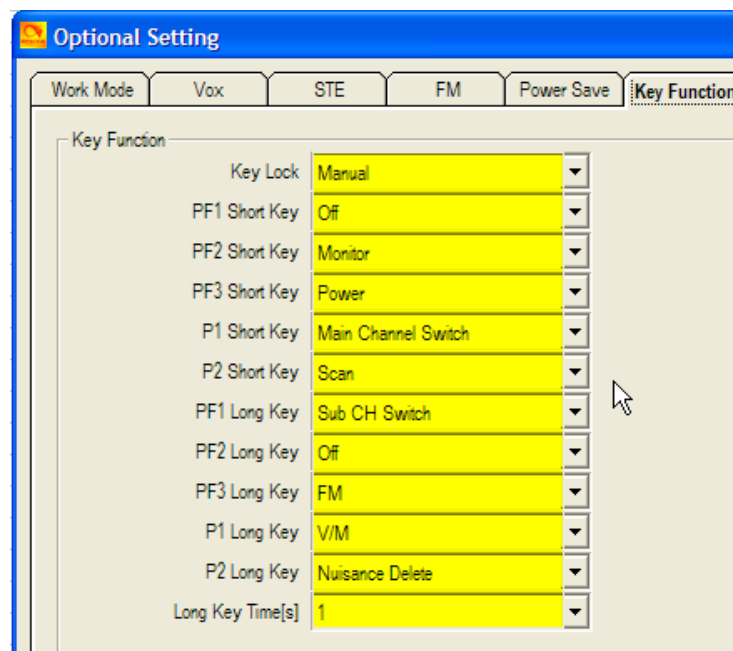 Optional Setting
Work Mode Vox STE FM Power Save Key Function
Key Function
Key Lock Manual
PF1 Short Key Off
PF2 Short Key Monitor
PF3 Short Key Power
P1 Short Key Main Channel Switch
P2 Short Key Scan
PF1 Long Key Sub CH Switch
PF2 Long Key Off
PF3 Long Key FM
P1 Long Key V/M
P2 Long Key Nuisance Delete
Long Key Time[s] 1